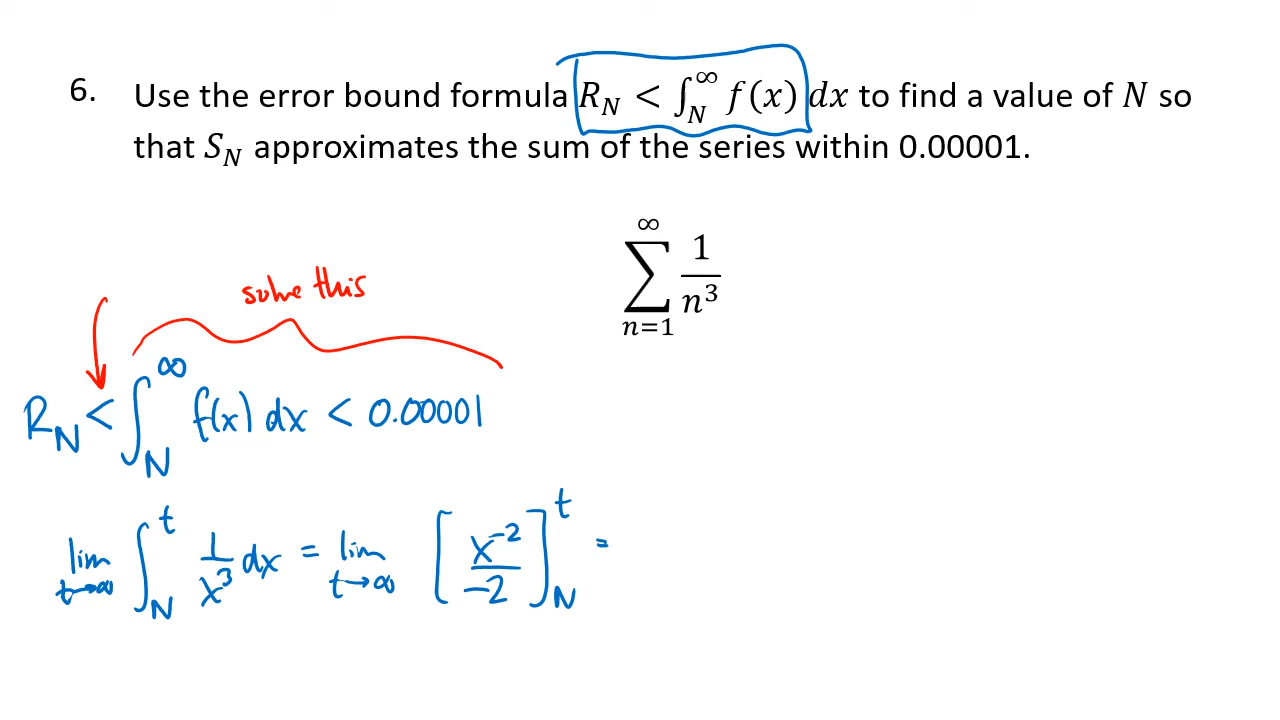 6. Use the error bound formula R_N < ∫_N^∞ f(x) dx to find a value of N so
that S_N approximates the sum of the series within 0.00001.
∑_{n=1}^{∞} 1/n^3
solve this
R_N < ∫_N^∞ f(x) dx < 0.00001
lim_{t→∞} ∫_N^t 1/x^3 dx = lim_{t→∞} [x^{-2}/-2]_N^t =